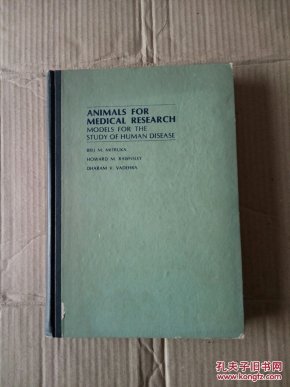 ANIMALS FOR
MEDICAL RESEARCH
MODELS FOR THE
STUDY OF HUMAN DISEASE
BRIJ M. MITRUKA
HOWARD M. RAWNSLEY
DHARAM V. VADEHRA
孔夫子旧书网